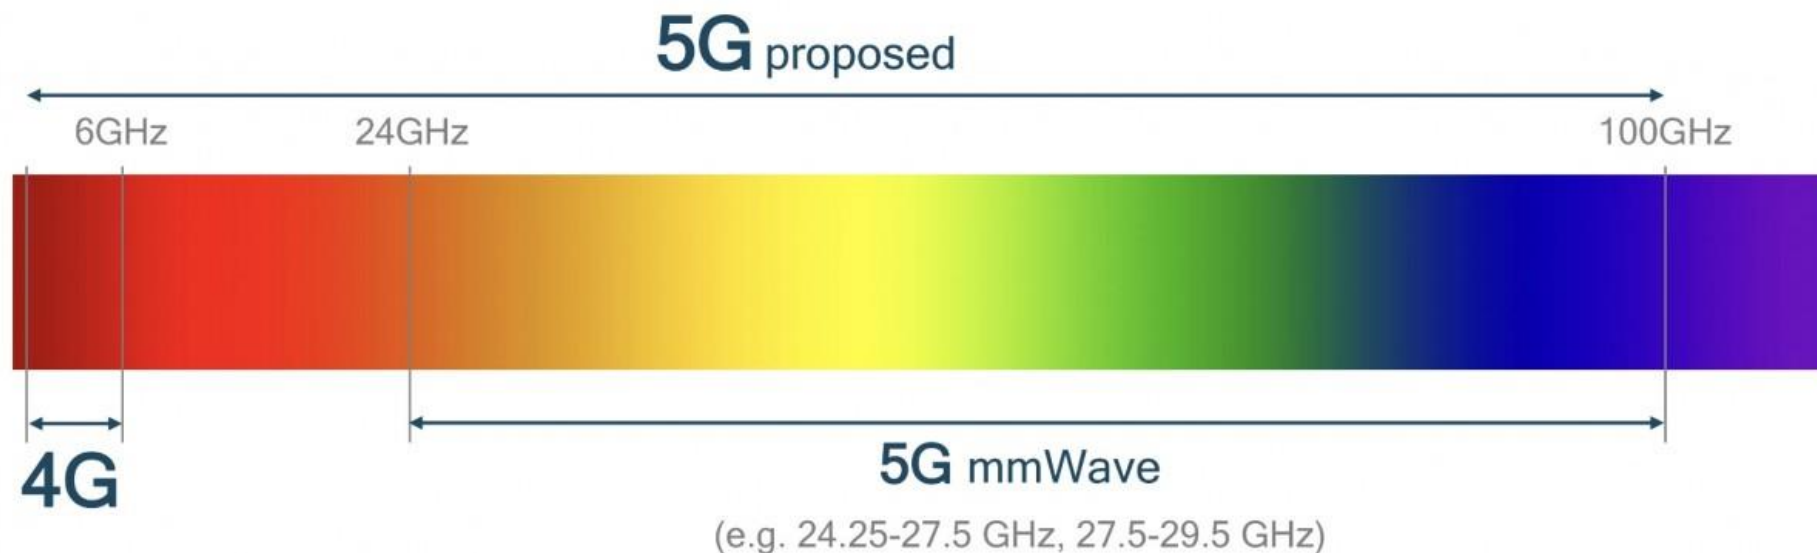 5G proposed
6GHz 24GHz 100GHz
4G
5G mmWave
(e.g. 24.25-27.5 GHz, 27.5-29.5 GHz)